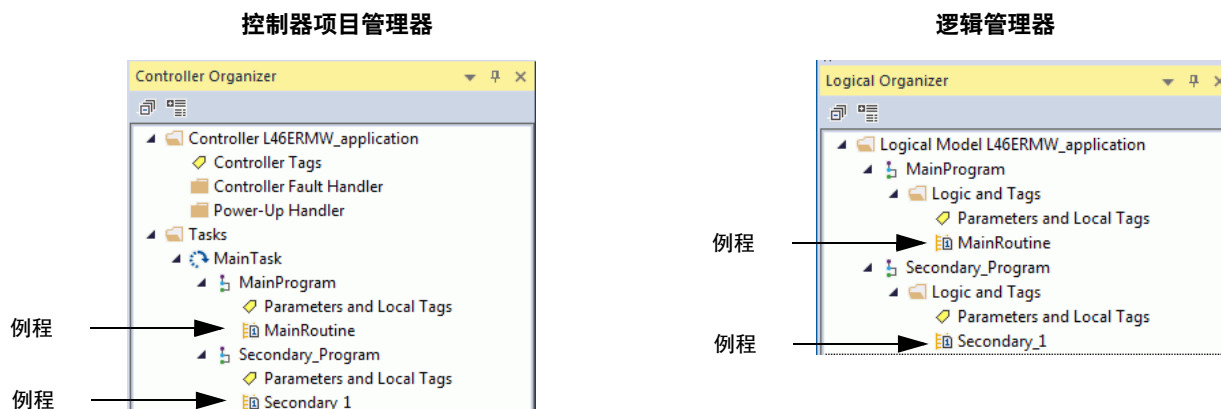 控制器项目管理器
Controller Organizer
Controller L46ERMW_application
Controller Tags
Controller Fault Handler
Power-Up Handler
Tasks
MainTask
MainProgram
Parameters and Local Tags
例程 MainRoutine
Secondary_Program
Parameters and Local Tags
例程 Secondary 1
逻辑管理器
Logical Organizer
Logical Model L46ERMW_application
MainProgram
Logic and Tags
Parameters and Local Tags
例程 MainRoutine
Secondary_Program
Logic and Tags
Parameters and Local Tags
例程 Secondary_1